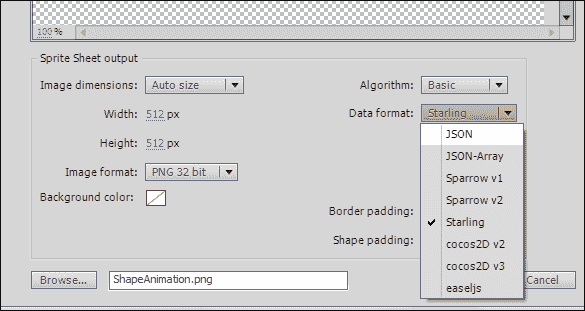 100 %
Sprite Sheet output
Image dimensions: Auto size
Algorithm: Basic
Width: 512 px
Data format: Starling
Height: 512 px
Image format: PNG 32 bit
Background color:
Border padding:
Shape padding:
JSON
JSON-Array
Sparrow v1
Sparrow v2
Starling
cocos2D v2
cocos2D v3
easeljs
Browse... ShapeAnimation.png
Cancel